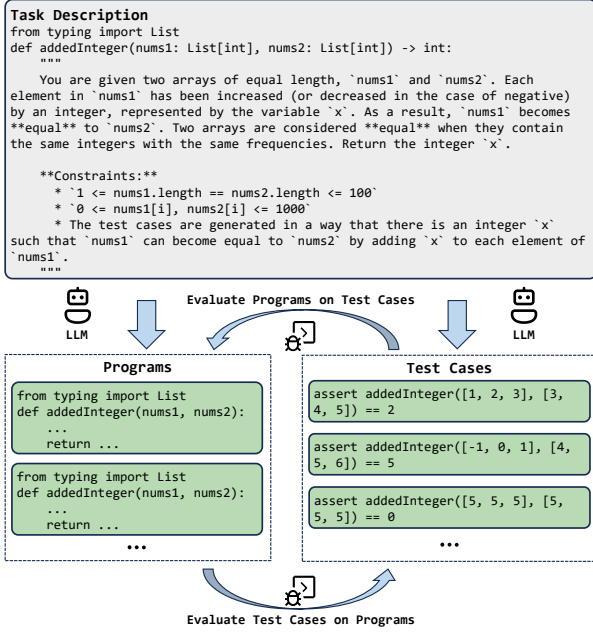 Task Description
from typing import List
def addedInteger(nums1: List[int], nums2: List[int]) -> int:
    """
    You are given two arrays of equal length, `nums1` and `nums2`. Each
element in `nums1` has been increased (or decreased in the case of negative)
by an integer, represented by the variable `x`. As a result, `nums1` becomes
**equal** to `nums2`. Two arrays are considered **equal** when they contain
the same integers with the same frequencies. Return the integer `x`.
    **Constraints:**
      * `1 <= nums1.length == nums2.length <= 100`
      * `0 <= nums1[i], nums2[i] <= 1000`
      * The test cases are generated in a way that there is an integer `x`
such that `nums1` can become equal to `nums2` by adding `x` to each element of
`nums1`.
    """
LLM
Evaluate Programs on Test Cases
LLM
Programs
from typing import List
def addedInteger(nums1, nums2):
    ...
    return ...
from typing import List
def addedInteger(nums1, nums2):
    ...
    return ...
...
Test Cases
assert addedInteger([1, 2, 3], [3,
4, 5]) == 2
assert addedInteger([-1, 0, 1], [4,
5, 6]) == 5
assert addedInteger([5, 5, 5], [5,
5, 5]) == 0
...
Evaluate Test Cases on Programs